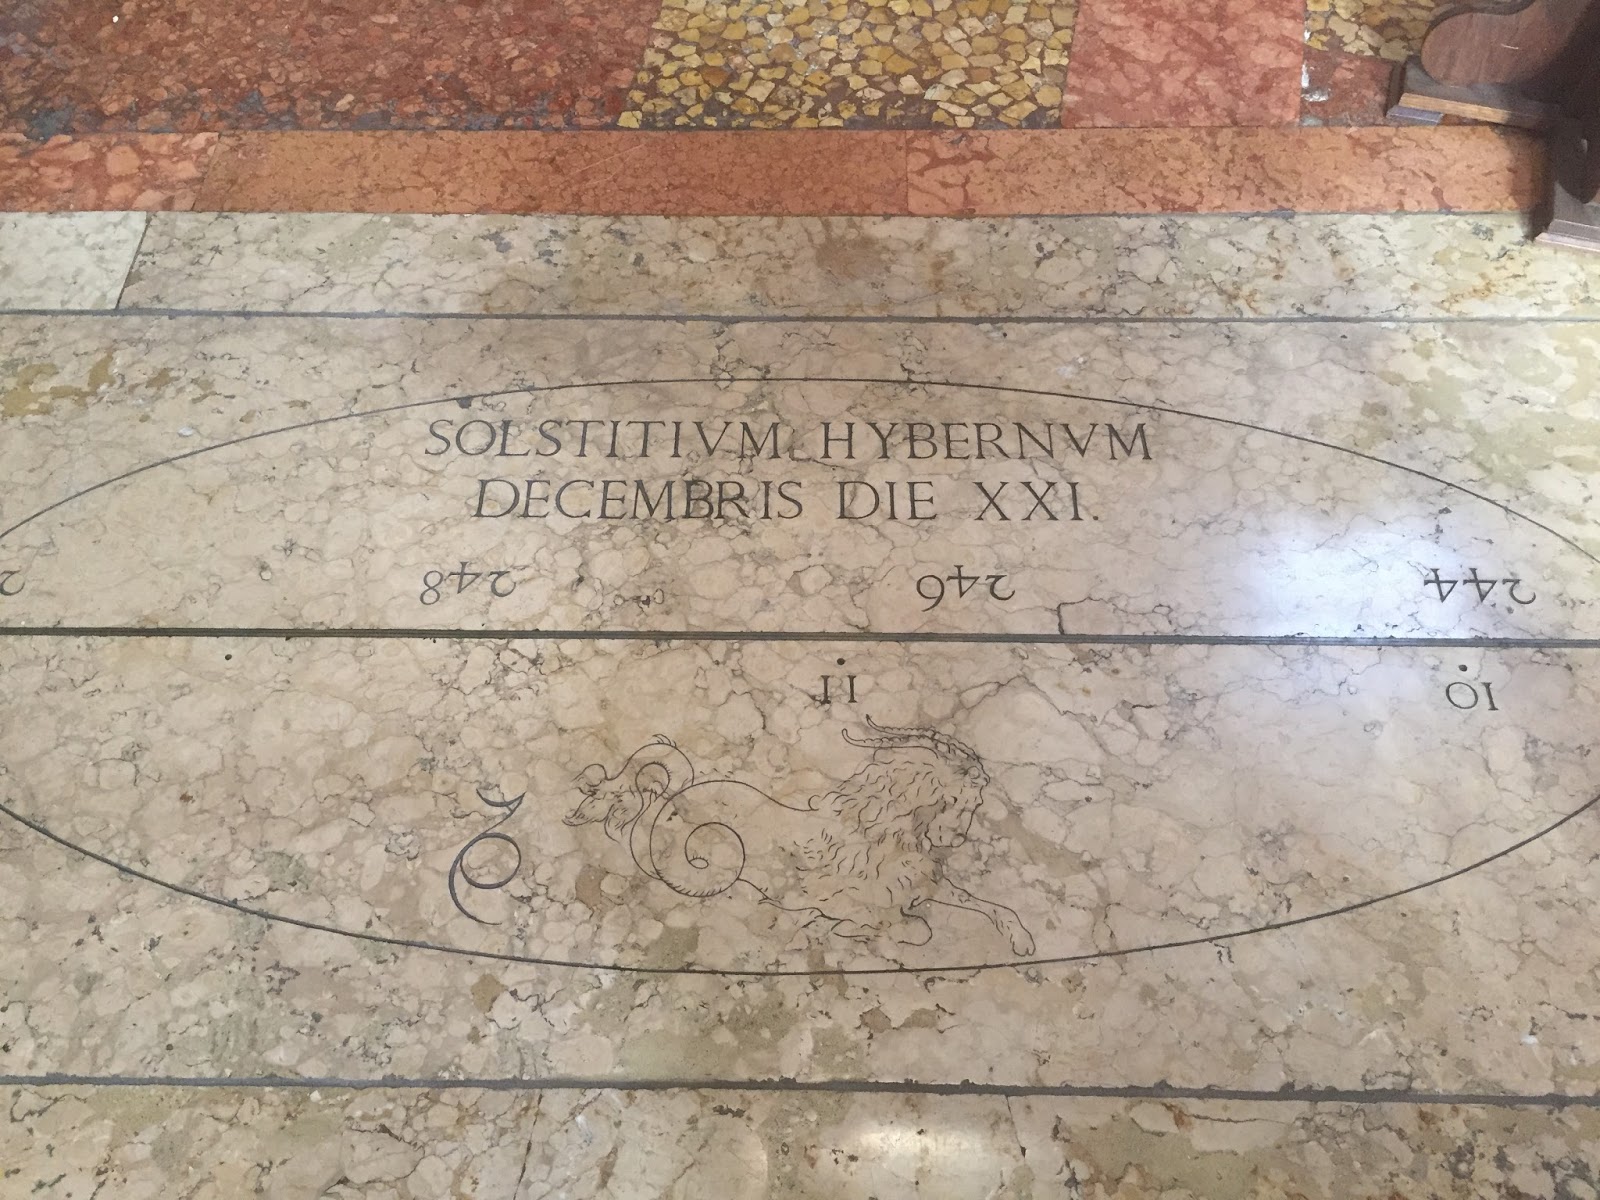 SOLSTITIVM HYBERNVM
DECEMBRIS DIE XXI.
248 246 244
11 10
♑